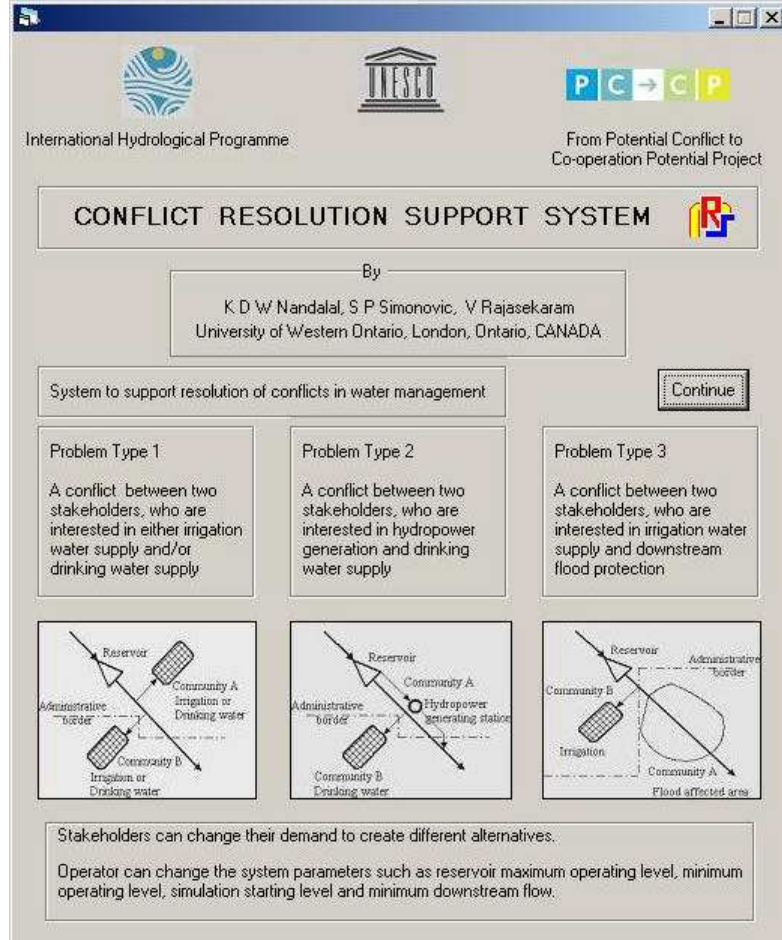 UNESCO
PC→CP
International Hydrological Programme
From Potential Conflict to
Co-operation Potential Project
CONFLICT RESOLUTION SUPPORT SYSTEM
By
K D W Nandalal, S P Simonovic, V Rajasekaram
University of Western Ontario, London, Ontario, CANADA
System to support resolution of conflicts in water management
Continue
Problem Type 1
A conflict between two
stakeholders, who are
interested in either irrigation
water supply and/or
drinking water supply
Problem Type 2
A conflict between two
stakeholders, who are
interested in hydropower
generation and drinking
water supply
Problem Type 3
A conflict between two
stakeholders, who are
interested in irrigation water
supply and downstream
flood protection
Reservoir
Community A
Irrigation or
Drinking water
Administrative
border
Community B
Irrigation or
Drinking water
Reservoir
Community A
Hydropower
generating station
Administrative
border
Community B
Drinking water
Reservoir
Administrative
border
Community B
Irrigation
Community A
Flood affected area
Stakeholders can change their demand to create different alternatives.
Operator can change the system parameters such as reservoir maximum operating level, minimum
operating level, simulation starting level and minimum downstream flow.